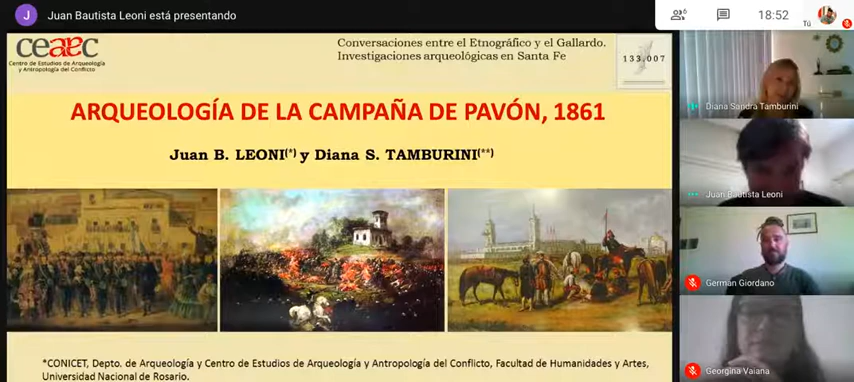 J
Juan Bautista Leoni está presentando
6
18:52
Tú
ceaac
Centro de Estudios de Arqueología
y Antropología del Conflicto
Conversaciones entre el Etnográfico y el Gallardo.
Investigaciones arqueológicas en Santa Fe
133.007
ARQUEOLOGÍA DE LA CAMPAÑA DE PAVÓN, 1861
Juan B. LEONI(*) y Diana S. TAMBURINI(**)
*CONICET, Depto. de Arqueología y Centro de Estudios de Arqueología y Antropología del Conflicto, Facultad de Humanidades y Artes,
Universidad Nacional de Rosario.
Diana Sandra Tamburini
Juan Bautista Leoni
German Giordano
Georgina Vaiana